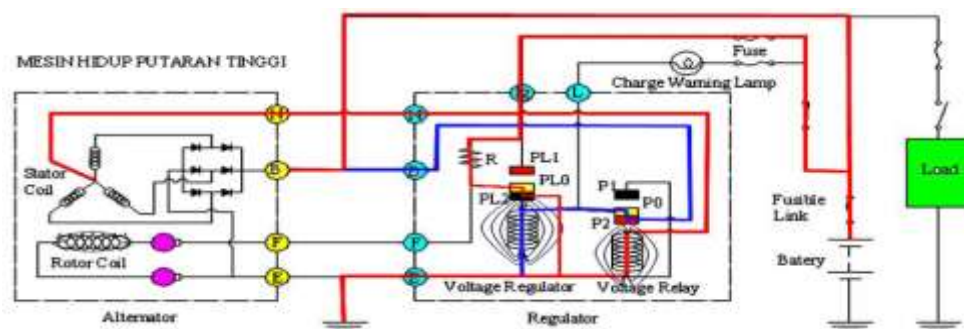 MESIN HIDUP PUTARAN TINGGI
Fuse
Charge Warning Lamp
L
B
F
E
F
R
PL1
PL0
PL2
P1
P0
P2
Stator
Coil
Rotor Coil
Load
Fusible
Link
Batery
Voltage Regulator
Voltage Relay
Alternator
Regulator